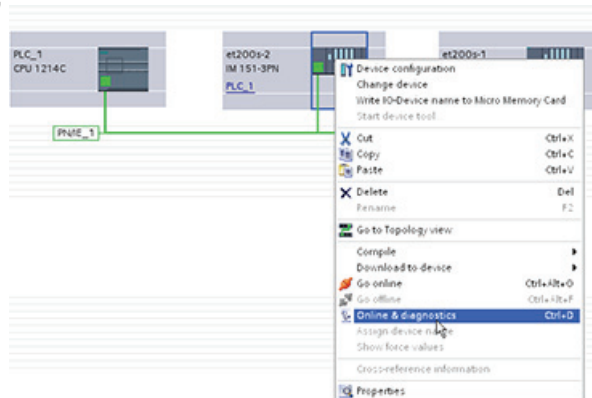 PLC_1
CPU 1214C
et200s-2
IM 151-3PN
PLC_1
et200s-1
PN/IE_1
Device configuration
Change device
Write IO-Device name to Micro Memory Card
Start device tool
Cut Ctrl+X
Copy Ctrl+C
Paste Ctrl+V
Delete Del
Rename F2
Go to Topology view
Compile
Download to device
Go online Ctrl+Alt+O
Go offline Ctrl+Alt+F
Online & diagnostics Ctrl+D
Assign device name
Show force values
Cross-reference information
Properties